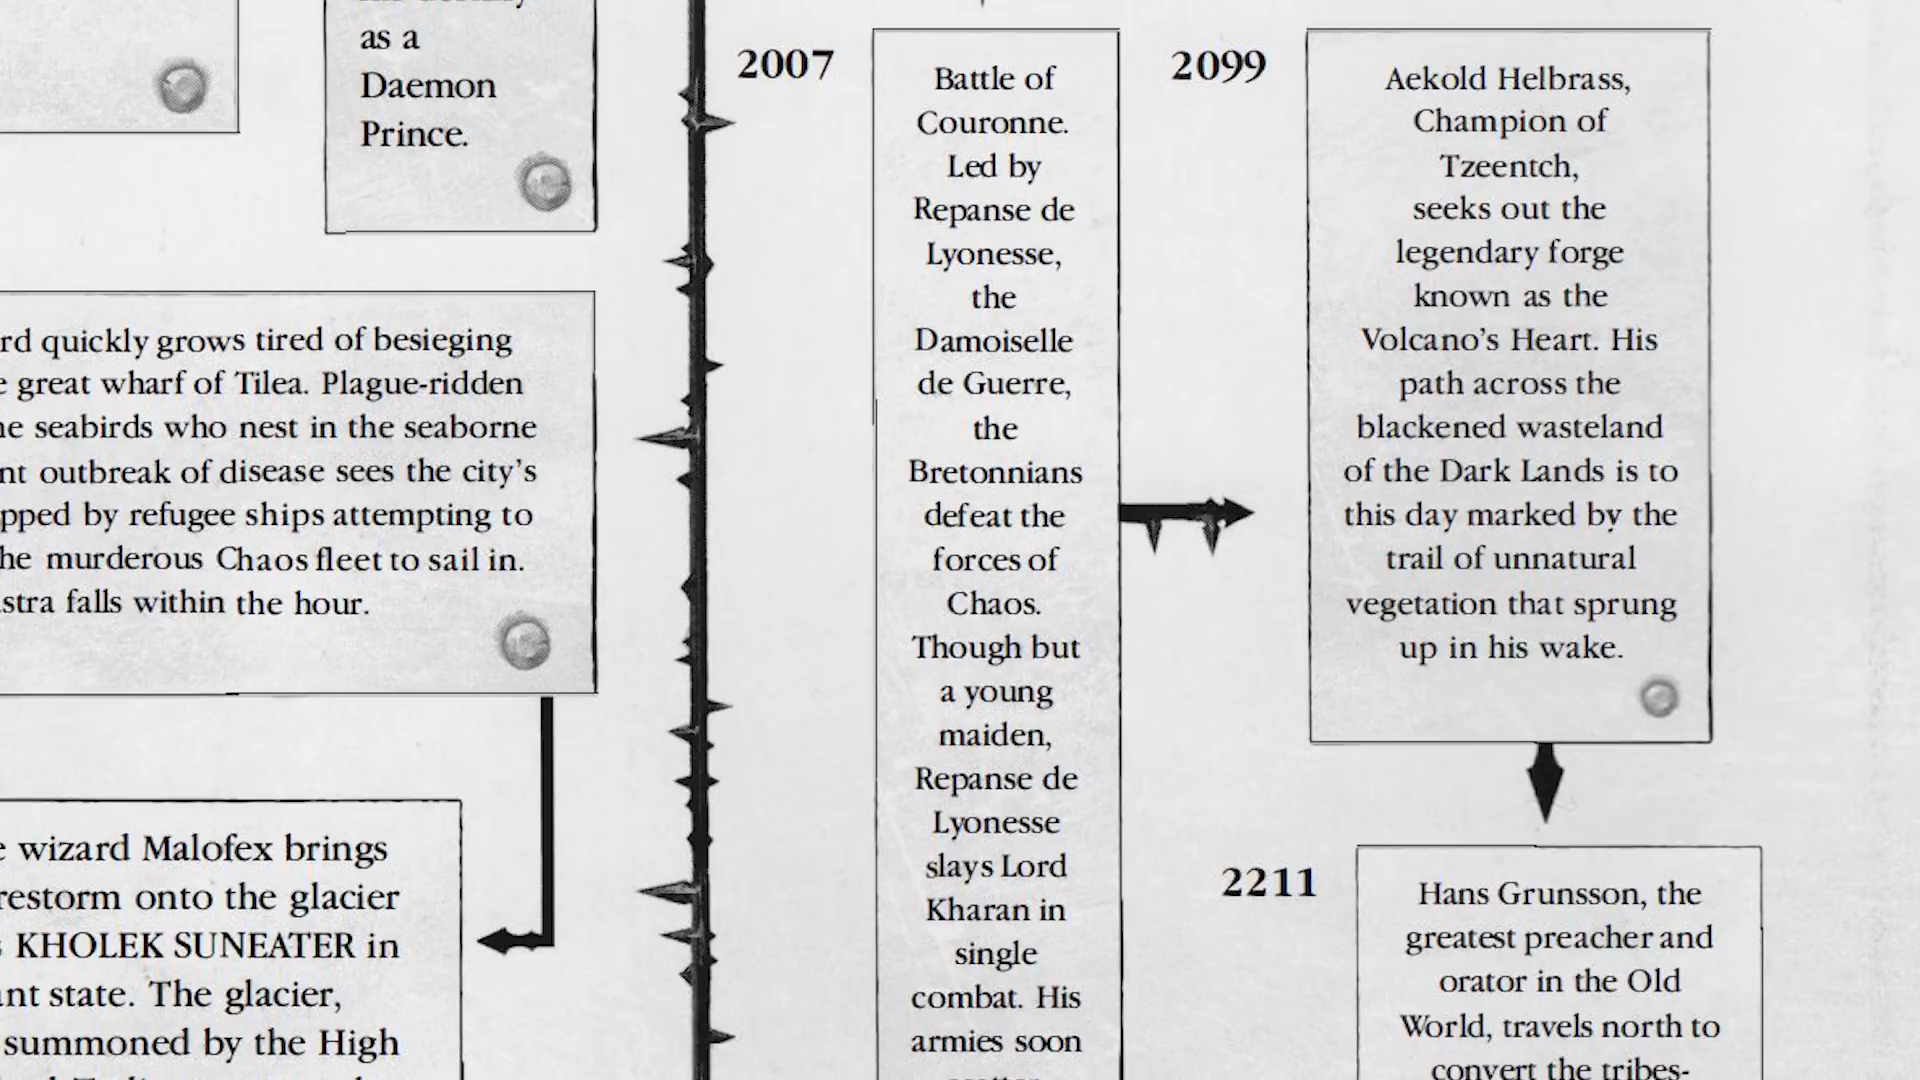 as a
Daemon
Prince.
rd quickly grows tired of besieging
e great wharf of Tilea. Plague-ridden
he seabirds who nest in the seaborne
nt outbreak of disease sees the city's
pped by refugee ships attempting to
he murderous Chaos fleet to sail in.
stra falls within the hour.
e wizard Malofex brings
restorm onto the glacier
s KHOLEK SUNEATER in
ant state. The glacier,
summoned by the High
2007
Battle of
Couronne.
Led by
Repanse de
Lyonesse,
the
Damoiselle
de Guerre,
the
Bretonnians
defeat the
forces of
Chaos.
Though but
a young
maiden,
Repanse de
Lyonesse
slays Lord
Kharan in
single
combat. His
armies soon
2099
Aekold Helbrass,
Champion of
Tzeentch,
seeks out the
legendary forge
known as the
Volcano's Heart. His
path across the
blackened wasteland
of the Dark Lands is to
this day marked by the
trail of unnatural
vegetation that sprung
up in his wake.
2211
Hans Grunsson, the
greatest preacher and
orator in the Old
World, travels north to
convert the tribes-